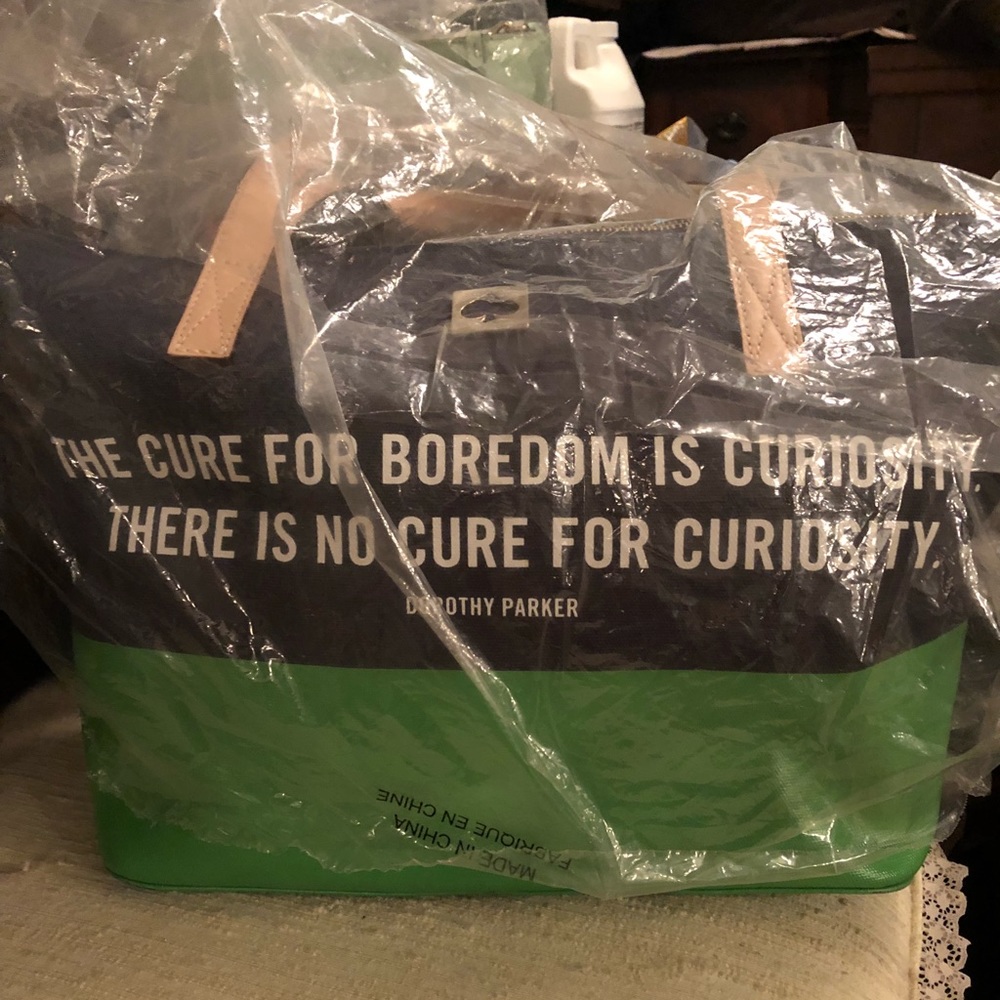 THE CURE FOR BOREDOM IS CURIOSITY.
THERE IS NO CURE FOR CURIOSITY.
DOROTHY PARKER
MADE IN CHINA
FABRIQUE EN CHINE